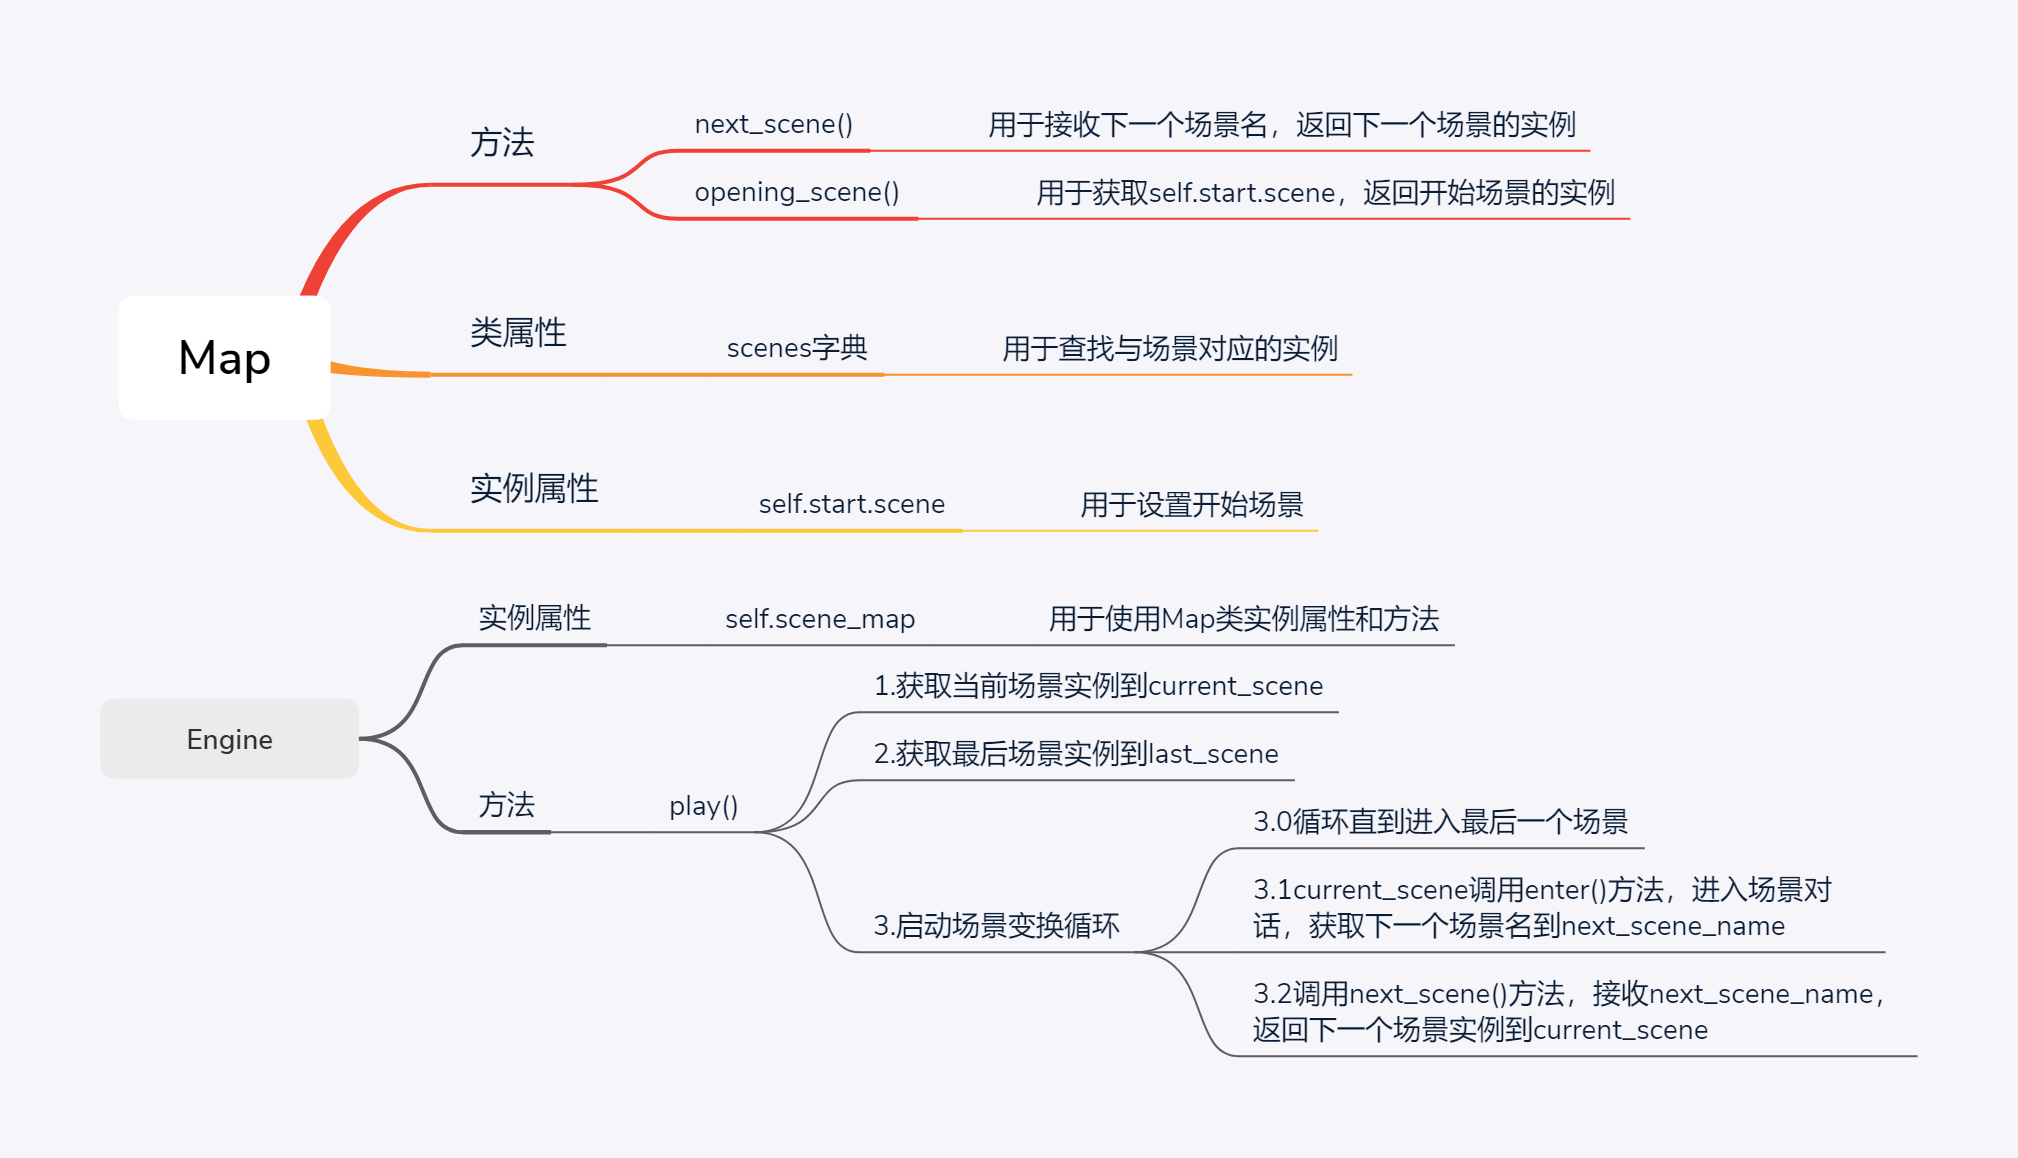 Map
方法
next_scene()
用于接收下一个场景名，返回下一个场景的实例
opening_scene()
用于获取self.start.scene，返回开始场景的实例
类属性
scenes字典
用于查找与场景对应的实例
实例属性
self.start.scene
用于设置开始场景
Engine
实例属性
self.scene_map
用于使用Map类实例属性和方法
方法
play()
1.获取当前场景实例到current_scene
2.获取最后场景实例到last_scene
3.启动场景变换循环
3.0循环直到进入最后一个场景
3.1current_scene调用enter()方法，进入场景对
话，获取下一个场景名到next_scene_name
3.2调用next_scene()方法，接收next_scene_name，
返回下一个场景实例到current_scene